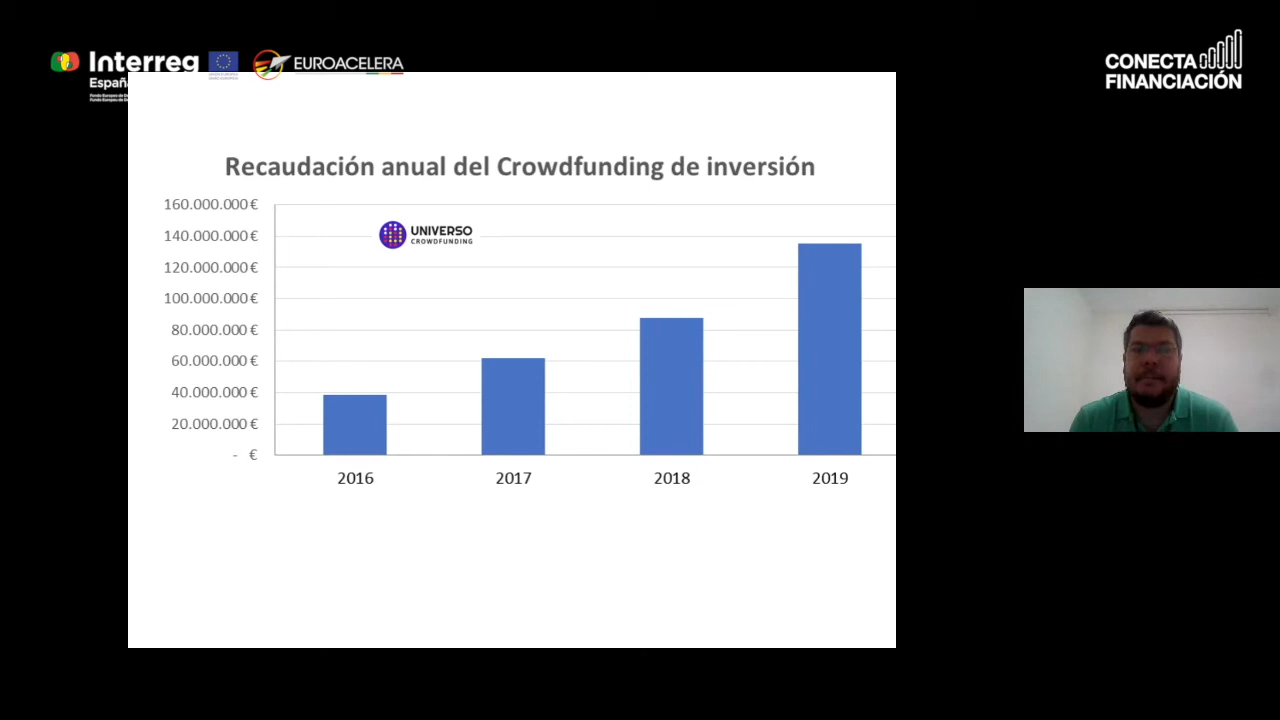 Interreg
España
EUROACELERA
CONECTA
FINANCIACIÓN
Recaudación anual del Crowdfunding de inversión
160.000.000 €
140.000.000 €
120.000.000 €
100.000.000 €
80.000.000 €
60.000.000 €
40.000.000 €
20.000.000 €
- €
UNIVERSO
CROWDFUNDING
2016
2017
2018
2019